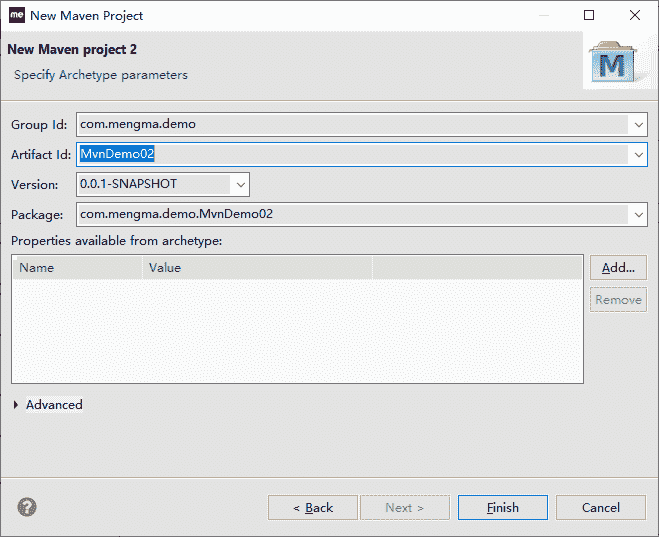 me New Maven Project
New Maven project 2
Specify Archetype parameters
M
Group Id: com.mengma.demo
Artifact Id: MvnDemo02
Version: 0.0.1-SNAPSHOT
Package: com.mengma.demo.MvnDemo02
Properties available from archetype:
Name Value
Add...
Remove
Advanced
? < Back Next > Finish Cancel